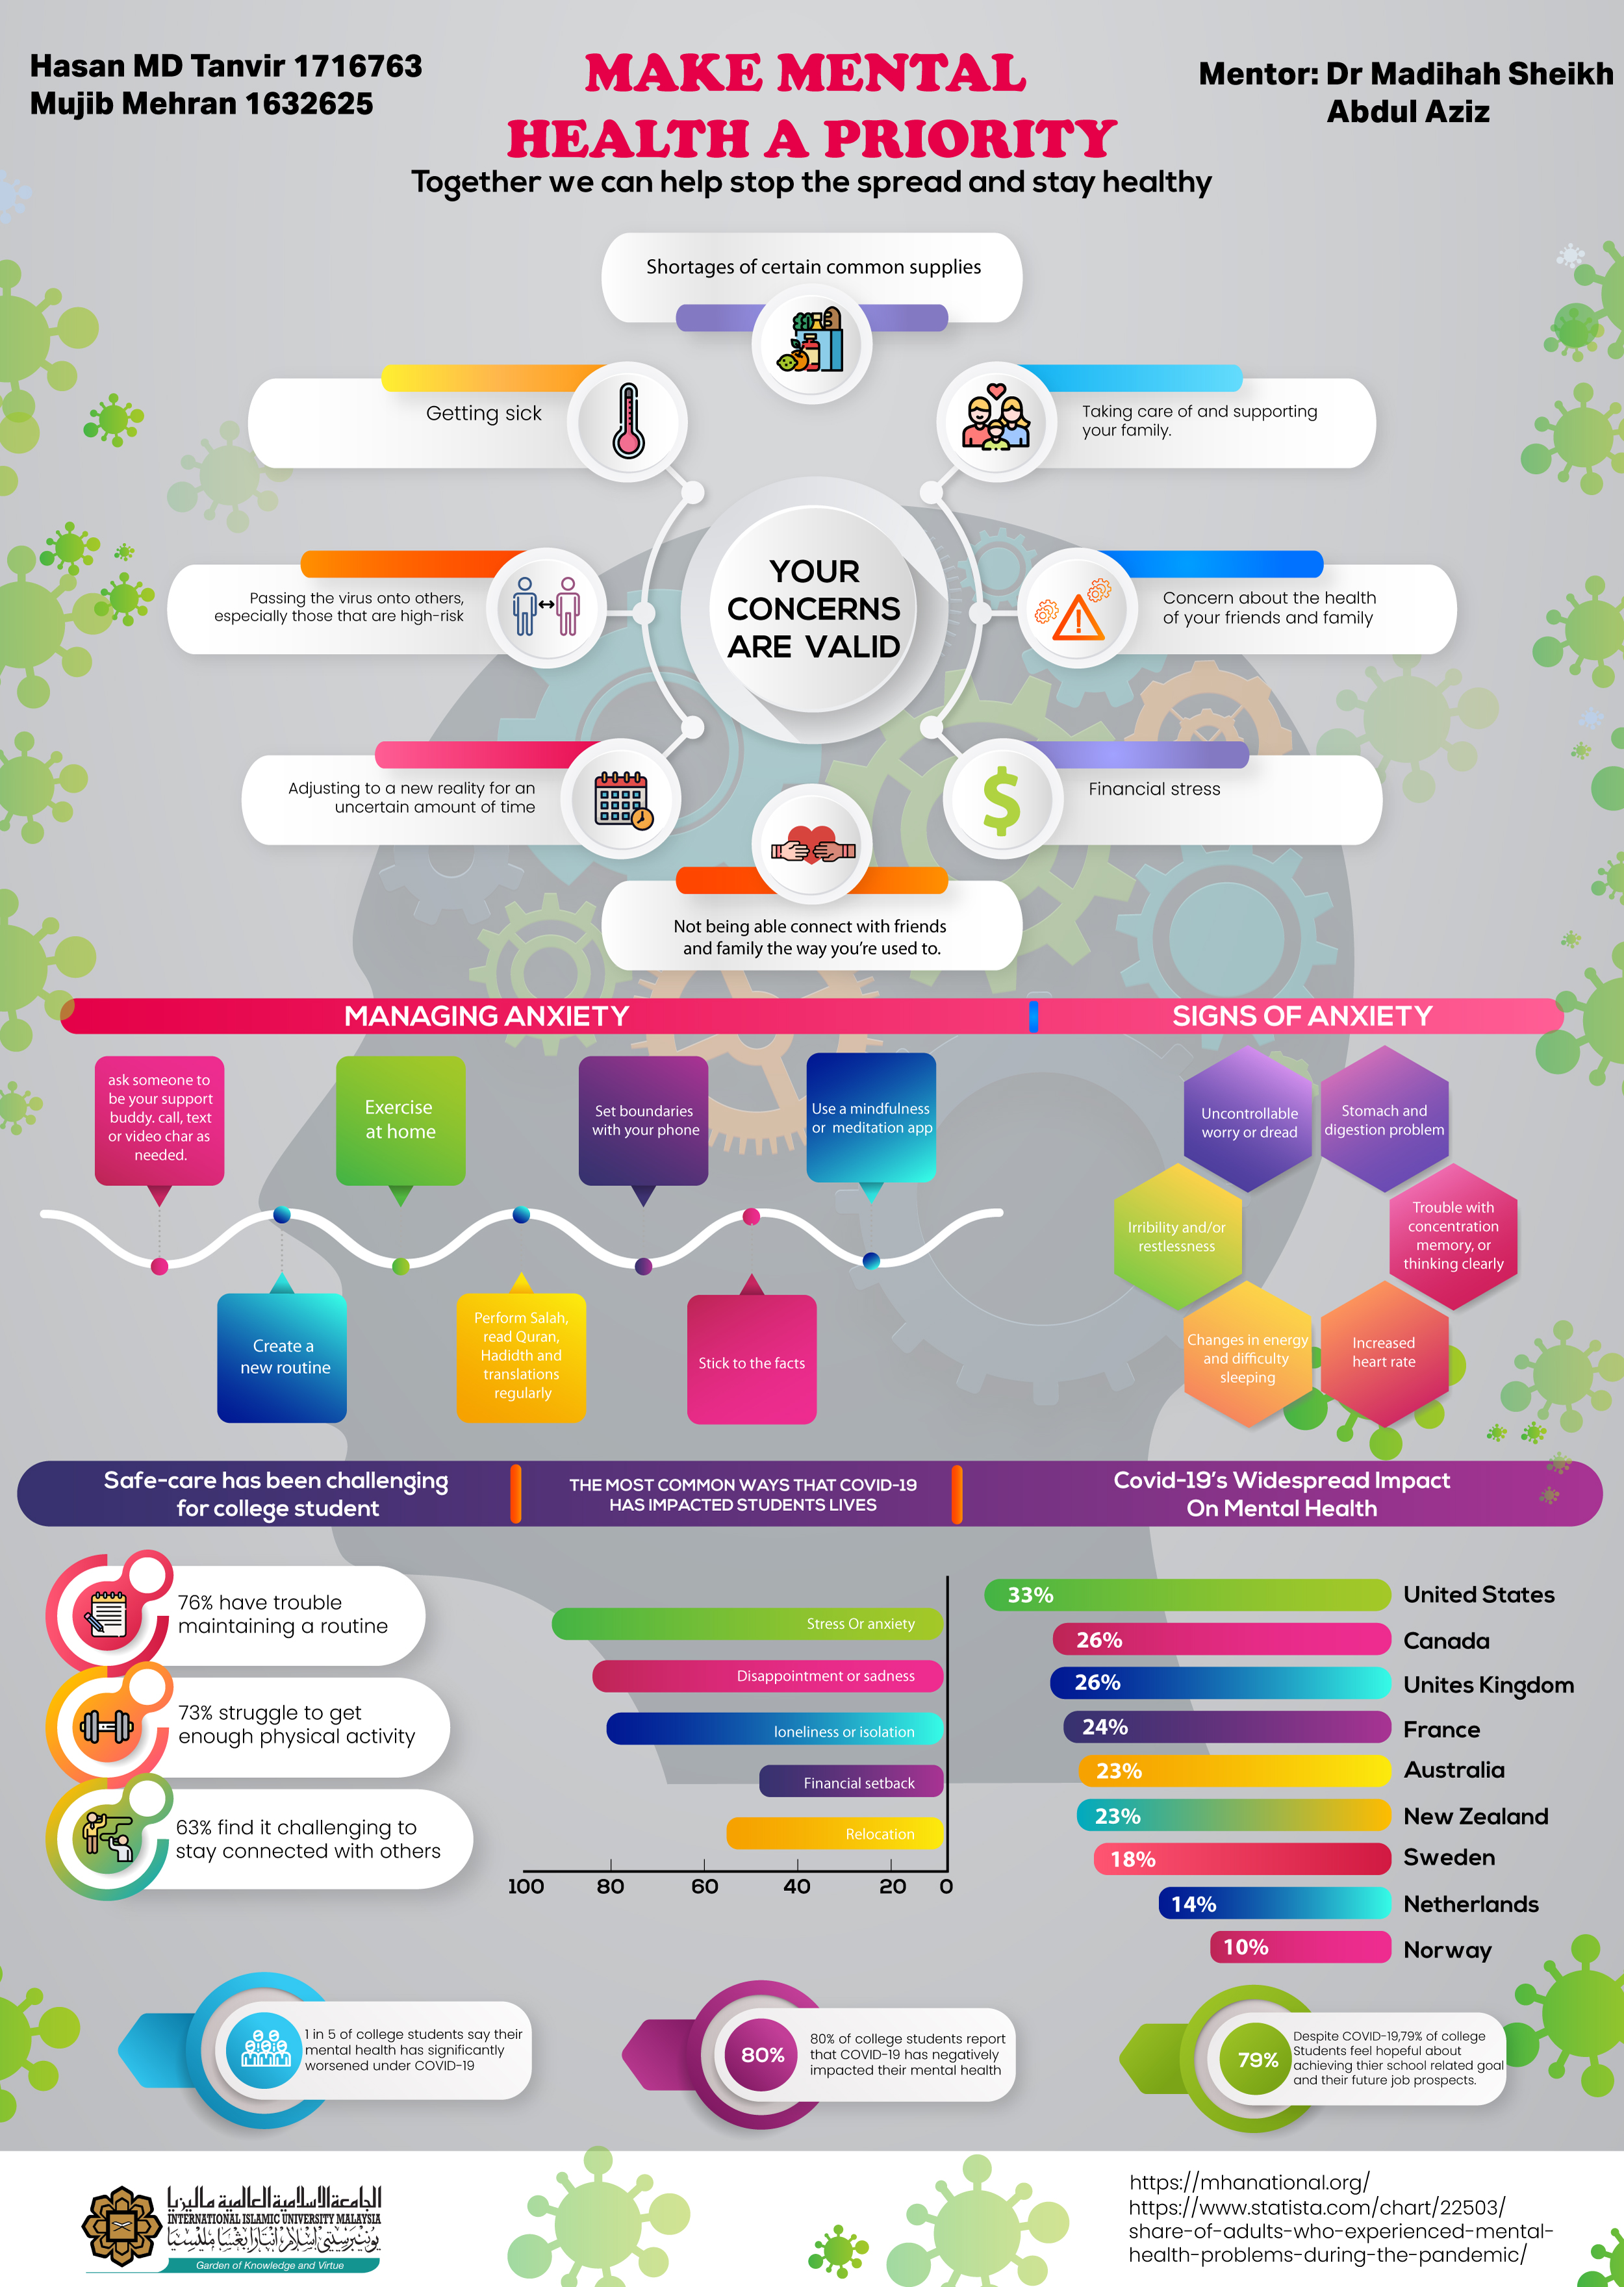 Hasan MD Tanvir 1716763
Mujib Mehran 1632625
MAKE MENTAL
HEALTH A PRIORITY
Together we can help stop the spread and stay healthy
Mentor: Dr Madihah Sheikh
Abdul Aziz
Shortages of certain common supplies
Getting sick
Taking care of and supporting
your family.
Passing the virus onto others,
especially those that are high-risk
YOUR
CONCERNS
ARE VALID
Concern about the health
of your friends and family
Adjusting to a new reality for an
uncertain amount of time
Financial stress
Not being able connect with friends
and family the way you're used to.
MANAGING ANXIETY
ask someone to
be your support
buddy. call, text
or video char as
needed.
Exercise
at home
Set boundaries
with your phone
Use a mindfulness
or meditation app
Create a
new routine
Perform Salah,
read Quran,
Hadidth and
translations
regularly
Stick to the facts
SIGNS OF ANXIETY
Uncontrollable
worry or dread
Stomach and
digestion problem
Irribility and/or
restlessness
Trouble with
concentration
memory, or
thinking clearly
Changes in energy
and difficulty
sleeping
Increased
heart rate
Safe-care has been challenging
for college student
76% have trouble
maintaining a routine
73% struggle to get
enough physical activity
63% find it challenging to
stay connected with others
THE MOST COMMON WAYS THAT COVID-19
HAS IMPACTED STUDENTS LIVES
Stress Or anxiety
Disappointment or sadness
loneliness or isolation
Financial setback
Relocation
100 80 60 40 20 0
Covid-19's Widespread Impact
On Mental Health
33% United States
26% Canada
26% Unites Kingdom
24% France
23% Australia
23% New Zealand
18% Sweden
14% Netherlands
10% Norway
1 in 5 of college students say their
mental health has significantly
worsened under COVID-19
80%
80% of college students report
that COVID-19 has negatively
impacted their mental health
79%
Despite COVID-19,79% of college
Students feel hopeful about
achieving thier school related goal
and their future job prospects.
الجامعة الإسلامية العالمية ماليزيا
INTERNATIONAL ISLAMIC UNIVERSITY MALAYSIA
يونيۏرسيتي اسلام انتارابڠسا مليسيا
Garden of Knowledge and Virtue
https://mhanational.org/
https://www.statista.com/chart/22503/
share-of-adults-who-experienced-mental-
health-problems-during-the-pandemic/